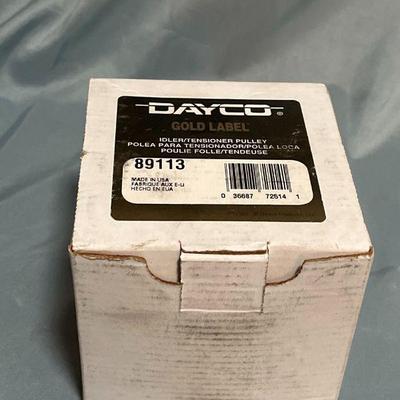 DAYCO®
GOLD LABEL
IDLER/TENSIONER PULLEY
POLEA PARA TENSIONADOR/POLEA LOCA
POULIE FOLLE/TENDEUSE
89113
MADE IN USA
FABRIQUE AUX E-U
HECHO EN EUA
0 36687 72514 1